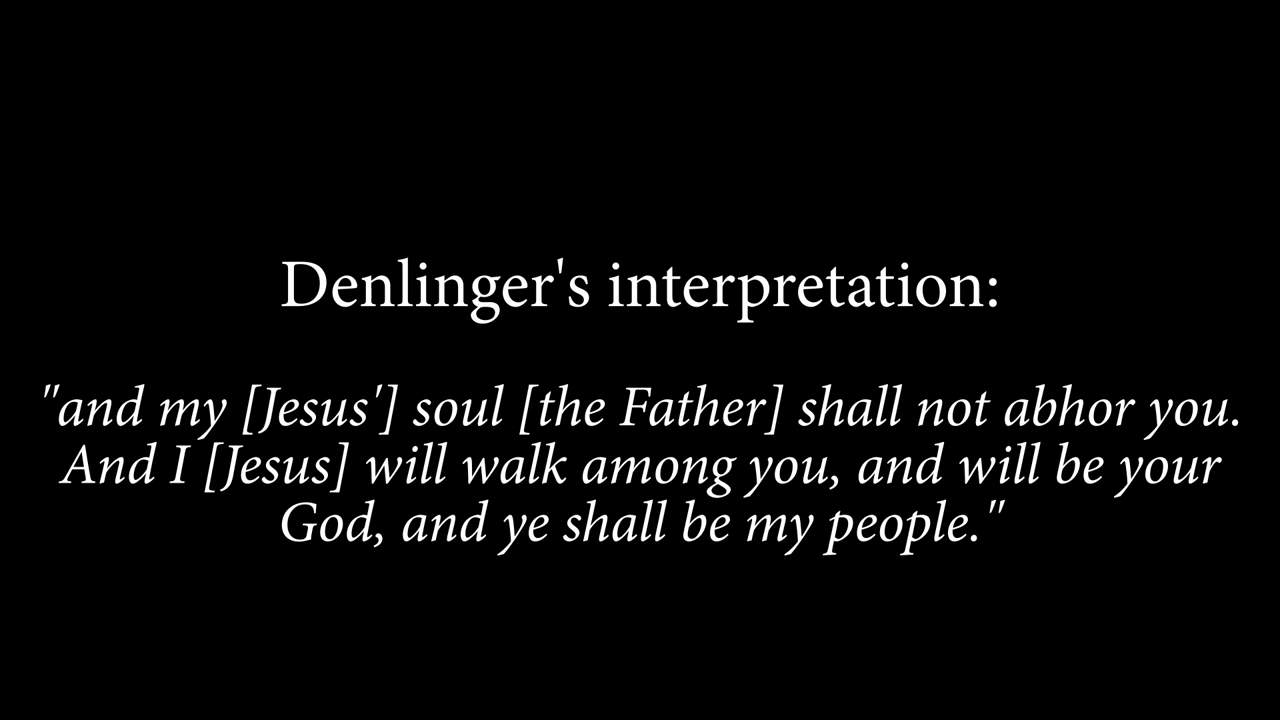 Denlinger's interpretation:
"and my [Jesus'] soul [the Father] shall not abhor you.
And I [Jesus] will walk among you, and will be your
God, and ye shall be my people."